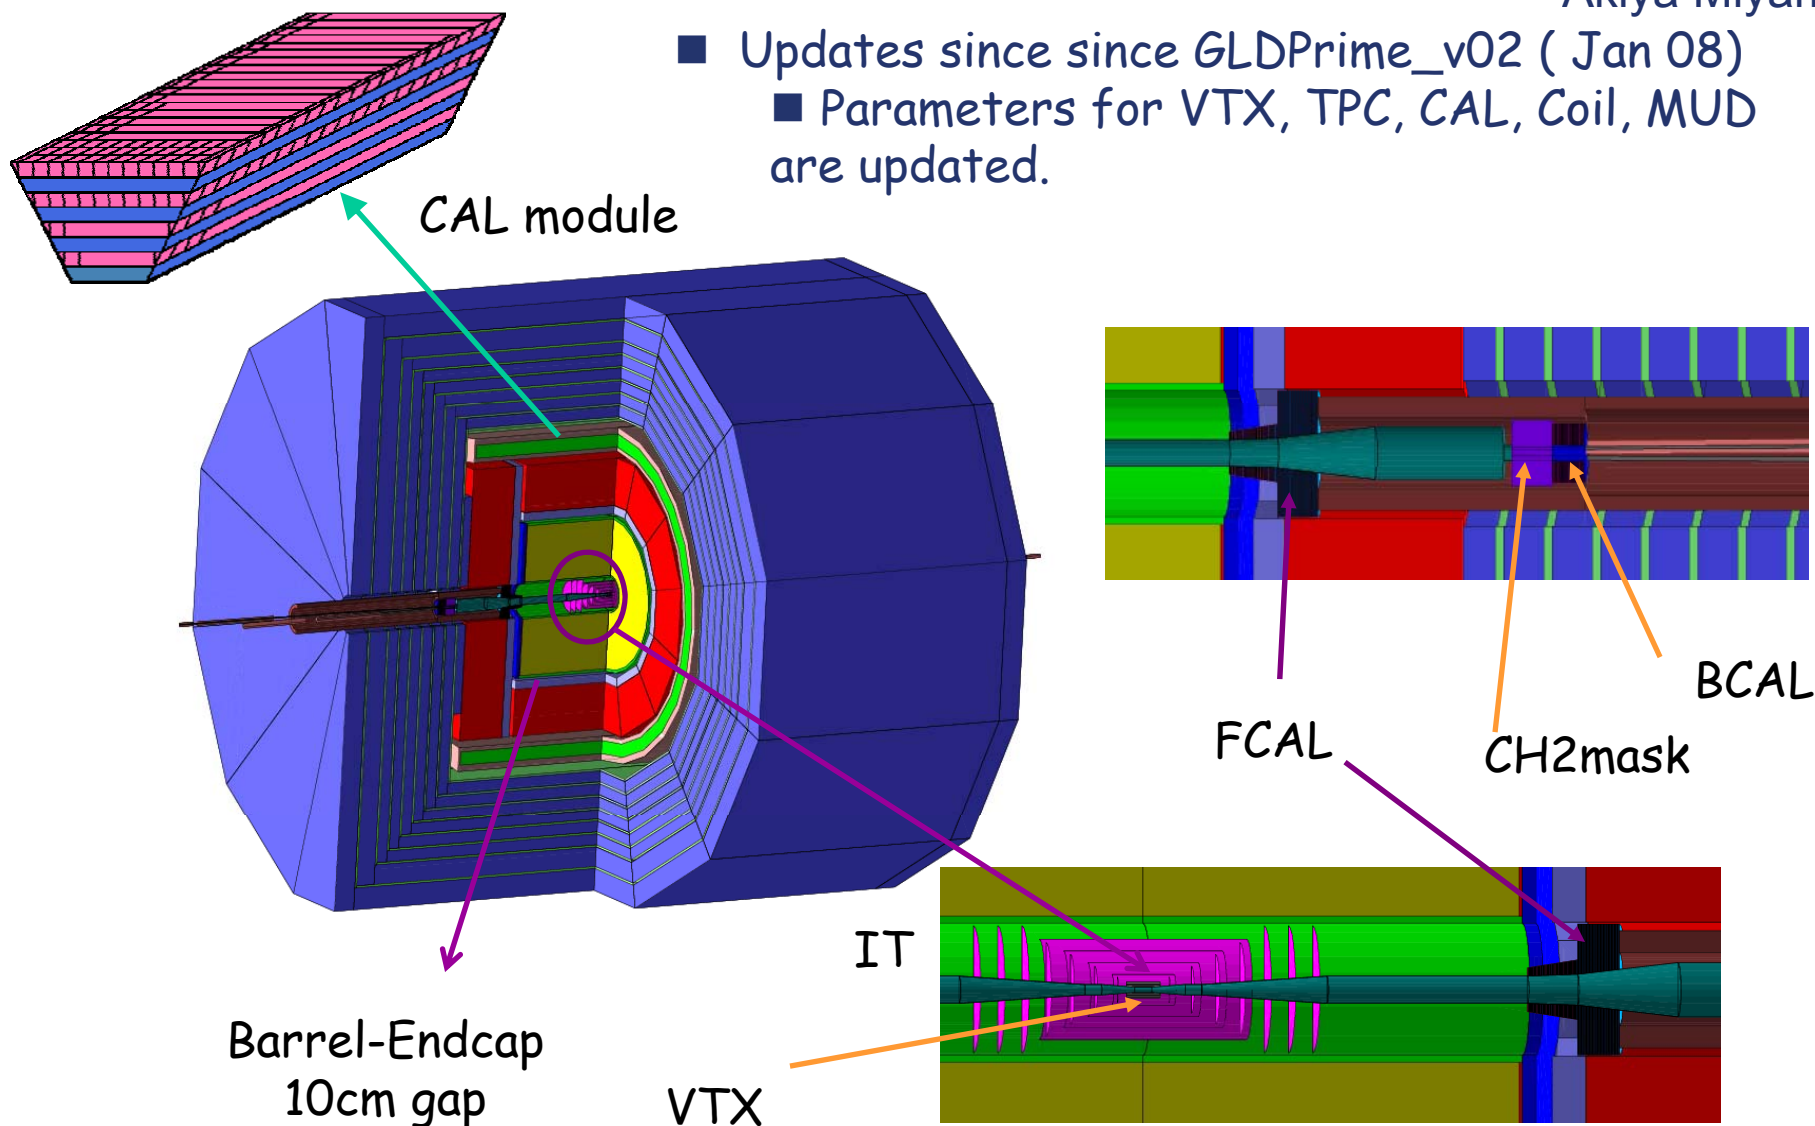 Updates since since GLDPrime_v02 ( Jan 08)
Parameters for VTX, TPC, CAL, Coil, MUD
are updated.
CAL module
BCAL
FCAL
CH2mask
IT
Barrel-Endcap
10cm gap
VTX